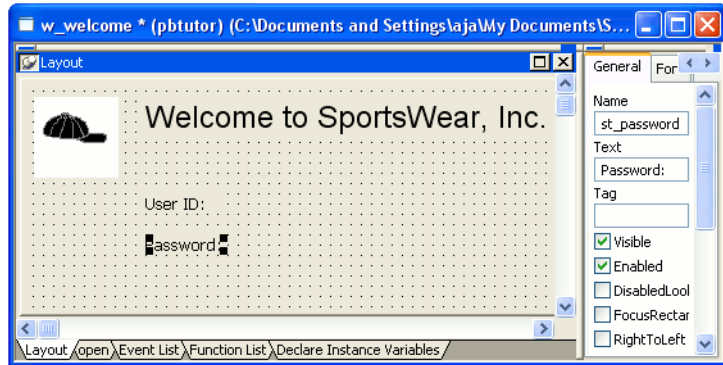 w_welcome * (pbtutor) (C:\Documents and Settings\aja\My Documents\S...
Layout
Welcome to SportsWear, Inc.
User ID:
Password:
Layout open Event List Function List Declare Instance Variables
General For
Name
st_password
Text
Password:
Tag
Visible
Enabled
DisabledLool
FocusRectar
RightToLeft